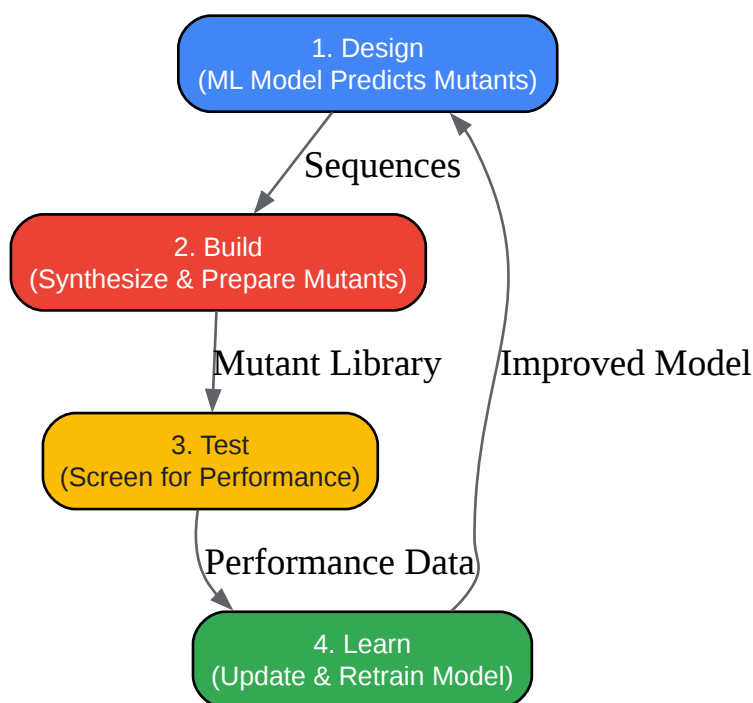 1. Design
(ML Model Predicts Mutants)
Sequences
2. Build
(Synthesize & Prepare Mutants)
Mutant Library
Improved Model
3. Test
(Screen for Performance)
Performance Data
4. Learn
(Update & Retrain Model)